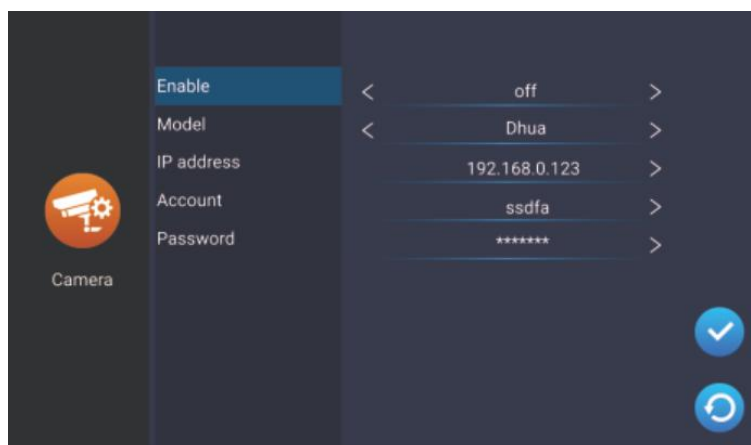 Enable
< off >
Model
< Dhua >
IP address
192.168.0.123 >
Account
ssdfa >
Password
******* >
Camera